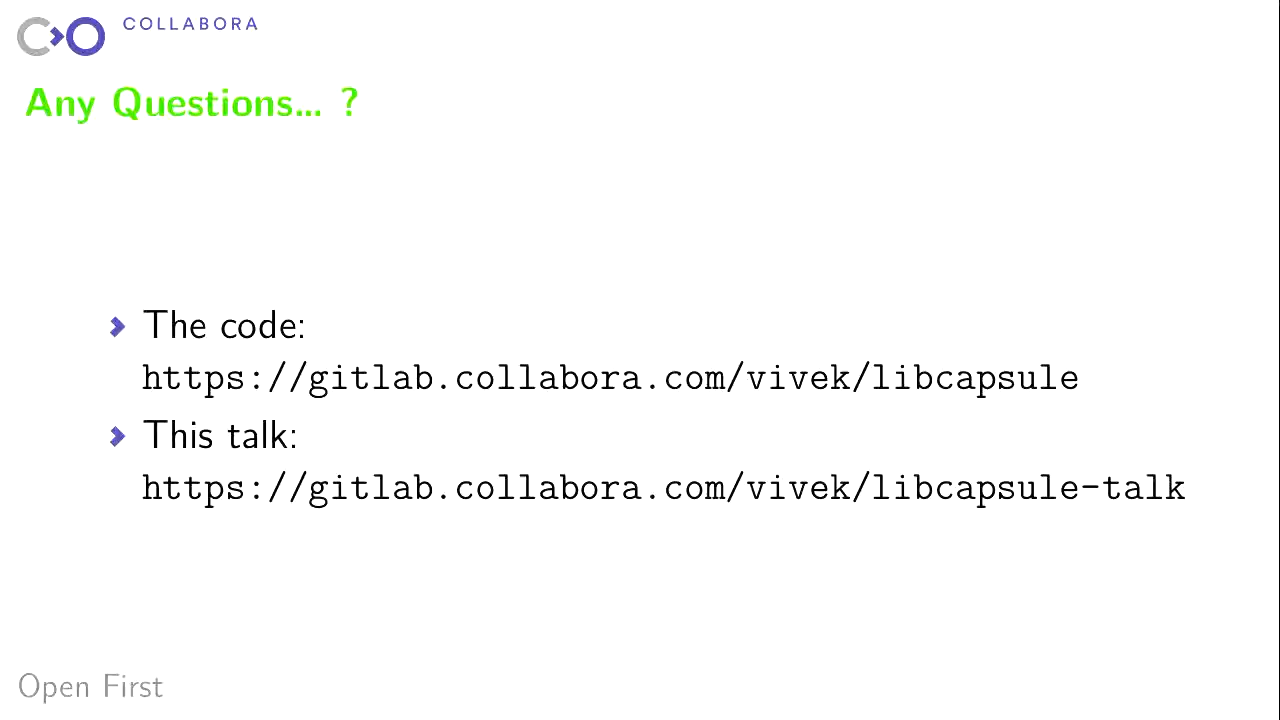 COLLABORA
Any Questions... ?
The code:
https://gitlab.collabora.com/vivek/libcapsule
This talk:
https://gitlab.collabora.com/vivek/libcapsule-talk
Open First